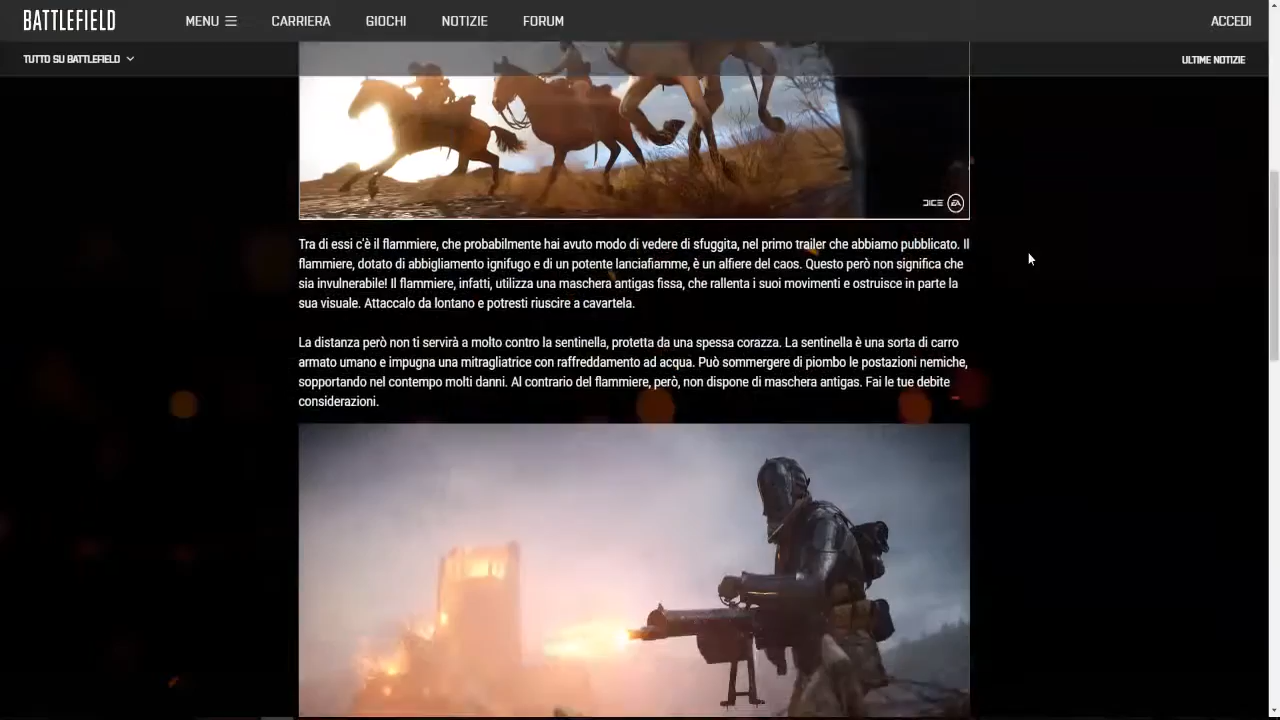 BATTLEFIELD MENU CARRIERA GIOCHI NOTIZIE FORUM ACCEDI
TUTTO SU BATTLEFIELD ULTIME NOTIZIE
DICE EA
Tra di essi c'è il flammiere, che probabilmente hai avuto modo di vedere di sfuggita, nel primo trailer che abbiamo pubblicato. Il
flammiere, dotato di abbigliamento ignifugo e di un potente lanciafiamme, è un alfiere del caos. Questo però non significa che
sia invulnerabile! Il flammiere, infatti, utilizza una maschera antigas fissa, che rallenta i suoi movimenti e ostruisce in parte la
sua visuale. Attaccalo da lontano e potresti riuscire a cavartela.
La distanza però non ti servirà a molto contro la sentinella, protetta da una spessa corazza. La sentinella è una sorta di carro
armato umano e impugna una mitragliatrice con raffreddamento ad acqua. Può sommergere di piombo le postazioni nemiche,
sopportando nel contempo molti danni. Al contrario del flammiere, però, non dispone di maschera antigas. Fai le tue debite
considerazioni.